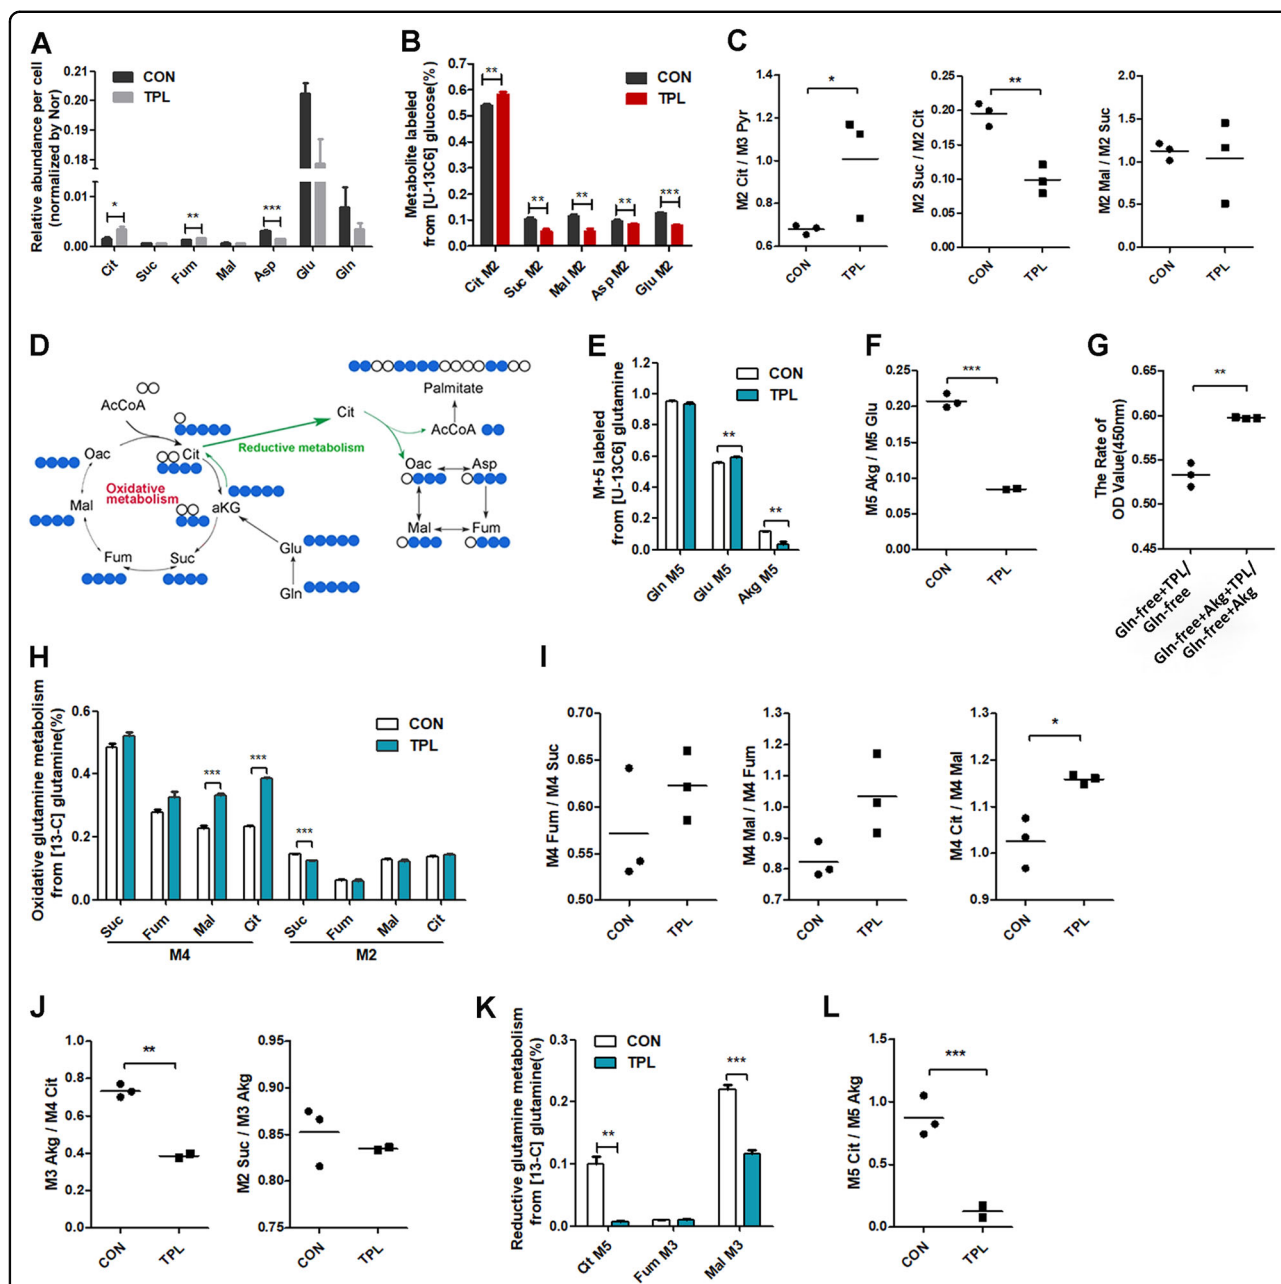 A
Relative abundance per cell
(normalized by Nor)
0.21
0.20
0.19
0.18
0.01
0.00
CON
TPL
*
**
***
Cit
Suc
Fum
Mal
Asp
Glu
Gln
B
Metabolite labeled
from [U-13C6] glucose(%)
0.7
0.6
0.5
0.4
0.3
0.2
0.1
0.0
CON
TPL
**
**
**
**
***
Cit M2
Suc M2
Mal M2
Asp M2
Glu M2
C
M2 Cit / M3 Pyr
1.4
1.2
1.0
0.8
0.6
*
CON
TPL
M2 Suc / M2 Cit
0.25
0.20
0.15
0.10
0.05
0.00
**
CON
TPL
M2 Mal / M2 Suc
2.0
1.5
1.0
0.5
0.0
CON
TPL
D
AcCoA
Oac
Cit
Mal
Oxidative
metabolism
aKG
Fum
Suc
Glu
Gln
Reductive metabolism
Cit
Palmitate
AcCoA
Oac
Asp
Mal
Fum
E
M+5 labeled
from [U-13C6] glutamine
1.2
1.0
0.8
0.6
0.4
0.2
0.0
CON
TPL
**
**
Gln M5
Glu M5
Akg M5
F
M5 Akg / M5 Glu
0.25
0.20
0.15
0.10
0.05
0.00
***
CON
TPL
G
The Rate of
OD Value(450nm)
0.65
0.60
0.55
0.50
0.45
**
Gln-free+TPL/
Gln-free
Gln-free+Akg+TPL/
Gln-free+Akg
H
Oxidative glutamine metabolism
from [13-C] glutamine(%)
0.6
0.4
0.2
0.0
CON
TPL
***
***
***
Suc
Fum
Mal
Cit
Suc
Fum
Mal
Cit
M4
M2
I
M4 Fum / M4 Suc
0.70
0.65
0.60
0.55
0.50
CON
TPL
M4 Mal / M4 Fum
1.3
1.2
1.1
1.0
0.9
0.8
0.7
CON
TPL
M4 Cit / M4 Mal
1.3
1.2
1.1
1.0
0.9
*
CON
TPL
J
M3 Akg / M4 Cit
1.0
0.8
0.6
0.4
0.2
0.0
**
CON
TPL
M2 Suc / M3 Akg
0.95
0.90
0.85
0.80
0.75
CON
TPL
K
Reductive glutamine metabolism
from [13-C] glutamine(%)
0.3
0.2
0.1
0.0
CON
TPL
**
***
Cit M5
Fum M3
Mal M3
L
M5 Cit / M5 Akg
1.5
1.0
0.5
0.0
***
CON
TPL